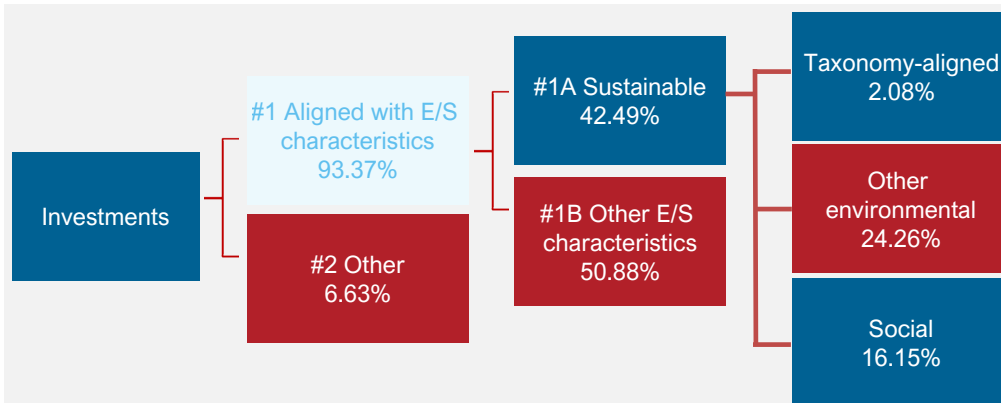 Investments
#1 Aligned with E/S
characteristics
93.37%
#2 Other
6.63%
#1A Sustainable
42.49%
#1B Other E/S
characteristics
50.88%
Taxonomy-aligned
2.08%
Other
environmental
24.26%
Social
16.15%